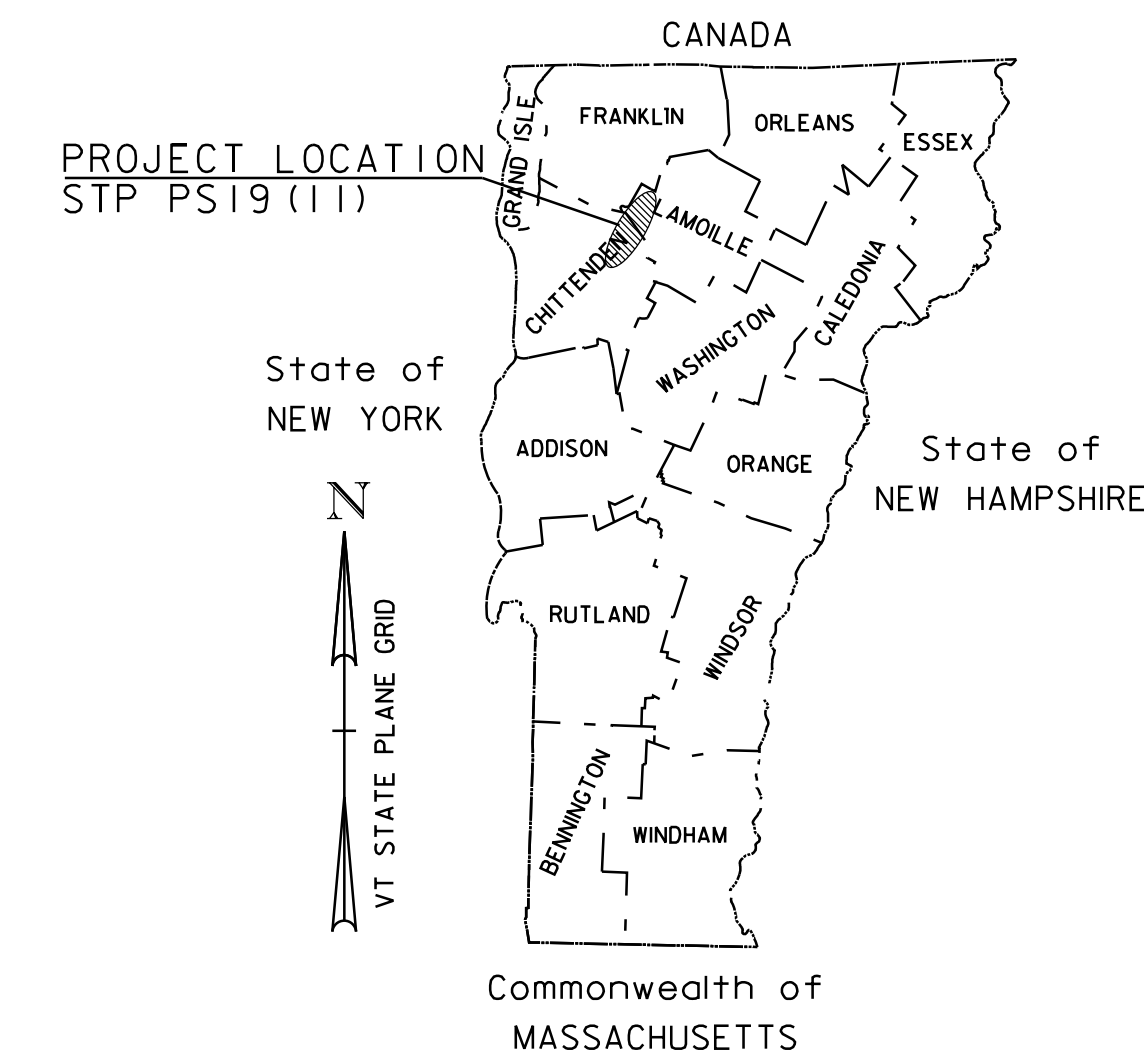 CANADA
GRAND ISLE
FRANKLIN
ORLEANS
ESSEX
PROJECT LOCATION
STP PS19(11)
LAMOILLE
CHITTENDEN
CALEDONIA
WASHINGTON
State of
NEW YORK
ADDISON
ORANGE
State of
NEW HAMPSHIRE
N
VT STATE PLANE GRID
RUTLAND
WINDSOR
BENNINGTON
WINDHAM
Commonwealth of
MASSACHUSETTS